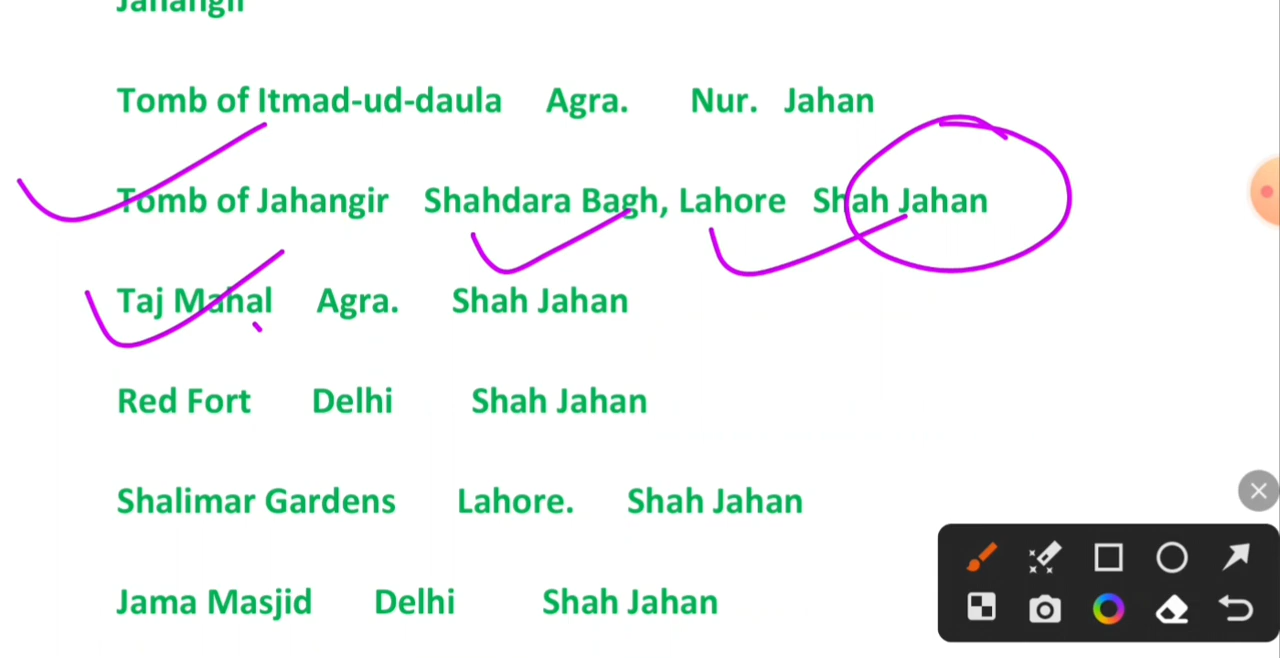 Jahangir
Tomb of Itmad-ud-daula Agra. Nur. Jahan
Tomb of Jahangir Shahdara Bagh, Lahore Shah Jahan
Taj Mahal Agra. Shah Jahan
Red Fort Delhi Shah Jahan
Shalimar Gardens Lahore. Shah Jahan
Jama Masjid Delhi Shah Jahan